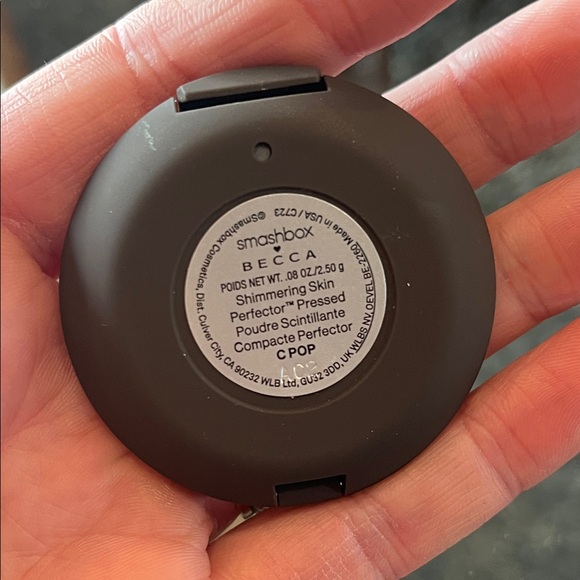 smashbox
BECCA
POIDS NET WT. .08 OZ./2.50 g
Shimmering Skin
Perfector™ Pressed
Poudre Scintillante
Compacte Perfector
C POP
©Smashbox Cosmetics, Dist. Culver City, CA 90232 WLB Ltd, GU32 3DD, UK WLBS NV, OEVEL BE-2260 Made in USA / C723